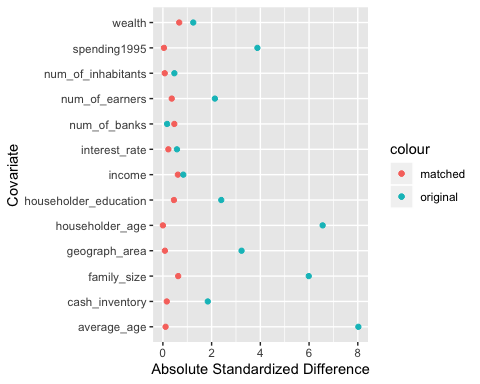 wealth
spending1995
num_of_inhabitants
num_of_earners
num_of_banks
interest_rate
income
householder_education
householder_age
geograph_area
family_size
cash_inventory
average_age
Covariate
0 2 4 6 8
Absolute Standardized Difference
colour
matched
original